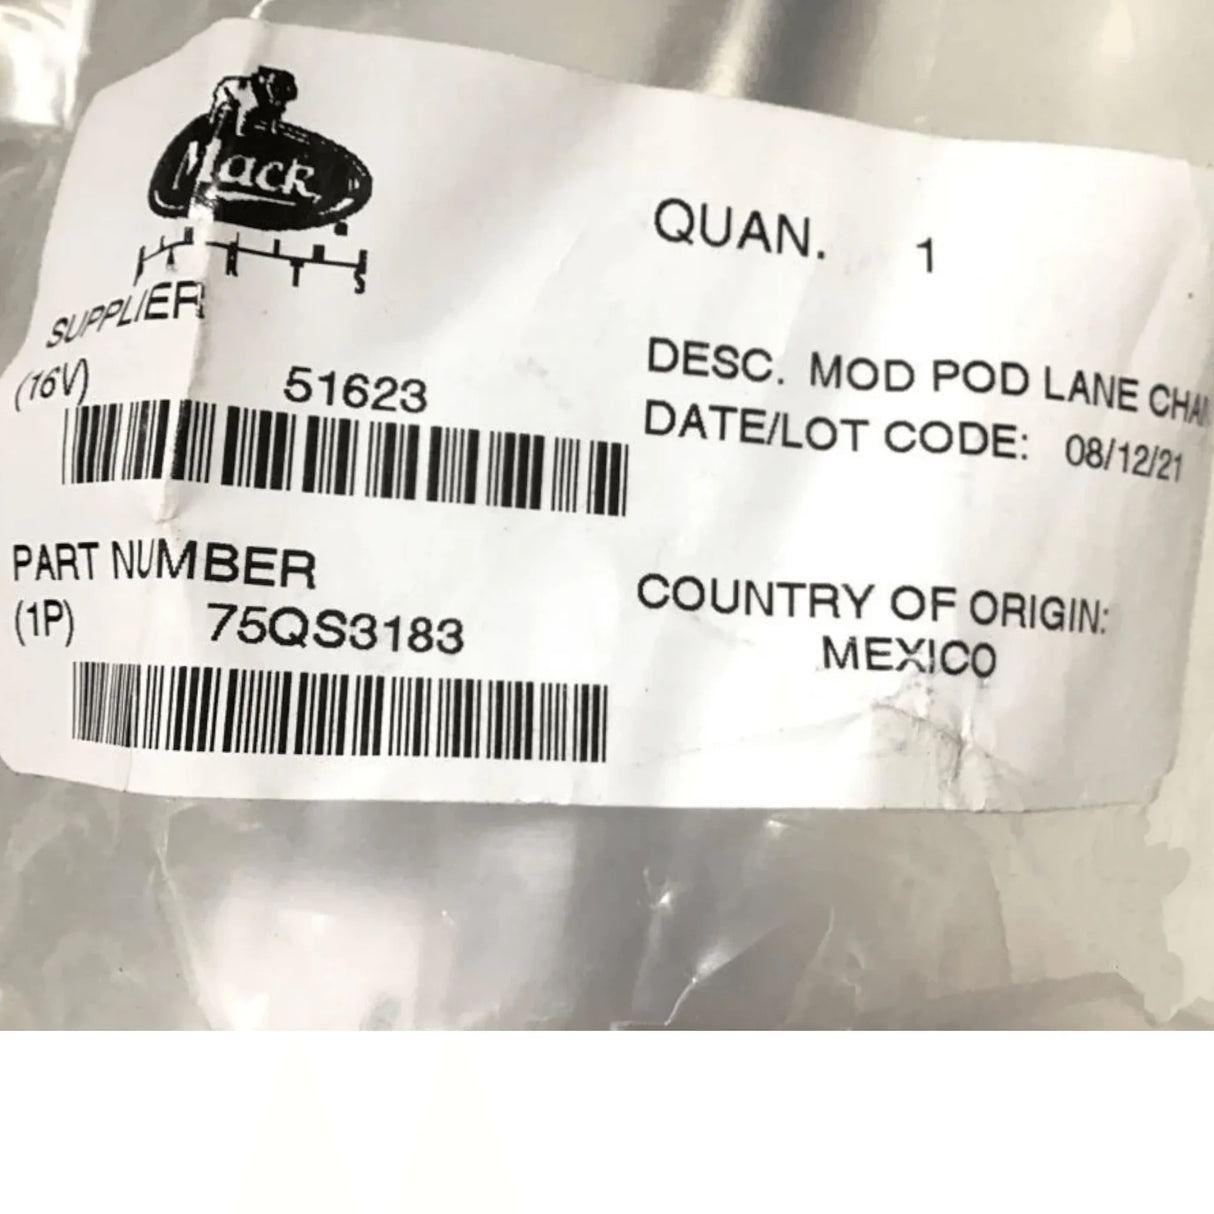 Mack
PARTS
SUPPLIER
(16V) 51623
PART NUMBER
(1P) 75QS3183
QUAN. 1
DESC. MOD POD LANE
DATE/LOT CODE: 08/12/21
COUNTRY OF ORIGIN:
MEXICO